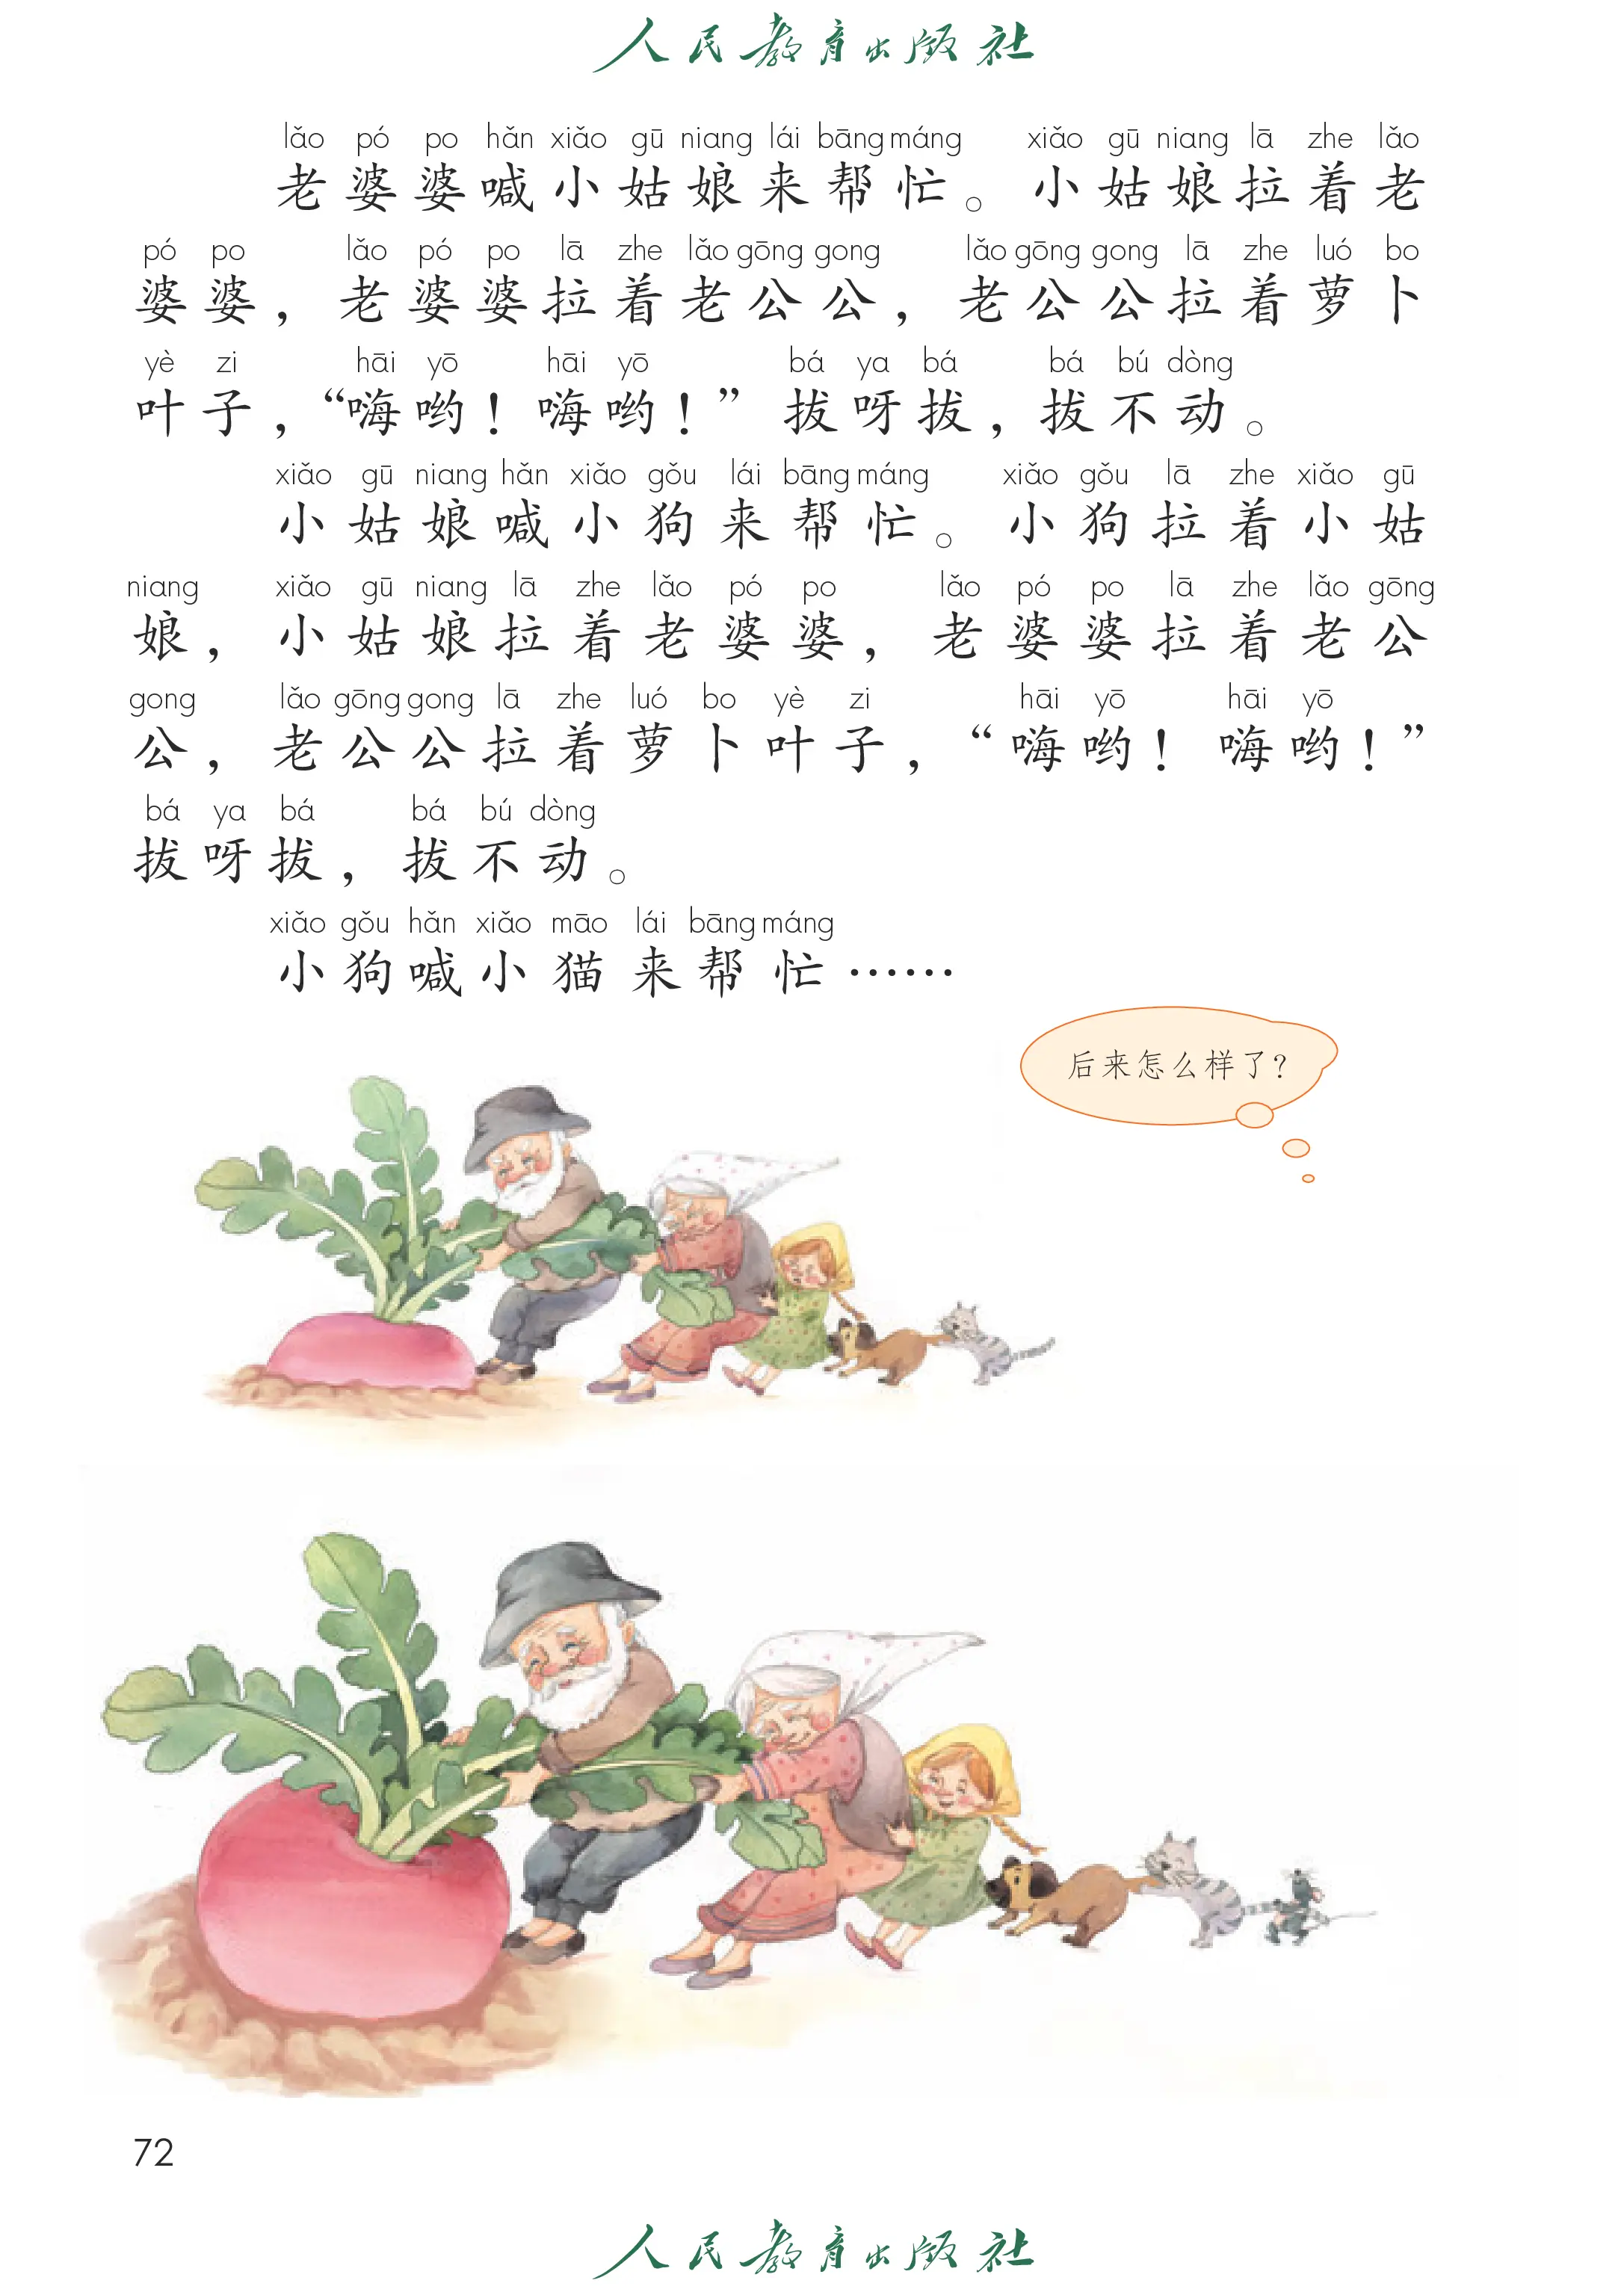 人民教育出版社
lǎo pó po hǎn xiǎo gū niang lái bāng máng xiǎo gū niang lā zhe lǎo
老婆婆喊小姑娘来帮忙。小姑娘拉着老
pó po lǎo pó po lā zhe lǎo gōng gong lǎo gōng gong lā zhe luó bo
婆婆，老婆婆拉着老公公，老公公拉着萝卜
yè zi hāi yō hāi yō bá ya bá bá bú dòng
叶子，“嗨哟！嗨哟！”拔呀拔，拔不动。
xiǎo gū niang hǎn xiǎo gǒu lái bāng máng xiǎo gǒu lā zhe xiǎo gū
小姑娘喊小狗来帮忙。小狗拉着小姑
niang xiǎo gū niang lā zhe lǎo pó po lǎo pó po lā zhe lǎo gōng
娘，小姑娘拉着老婆婆，老婆婆拉着老公
gong lǎo gōng gong lā zhe luó bo yè zi hāi yō hāi yō
公，老公公拉着萝卜叶子，“嗨哟！嗨哟！”
bá ya bá bá bú dòng
拔呀拔，拔不动。
xiǎo gǒu hǎn xiǎo māo lái bāng máng
小狗喊小猫来帮忙……
后来怎么样了？
72
人民教育出版社